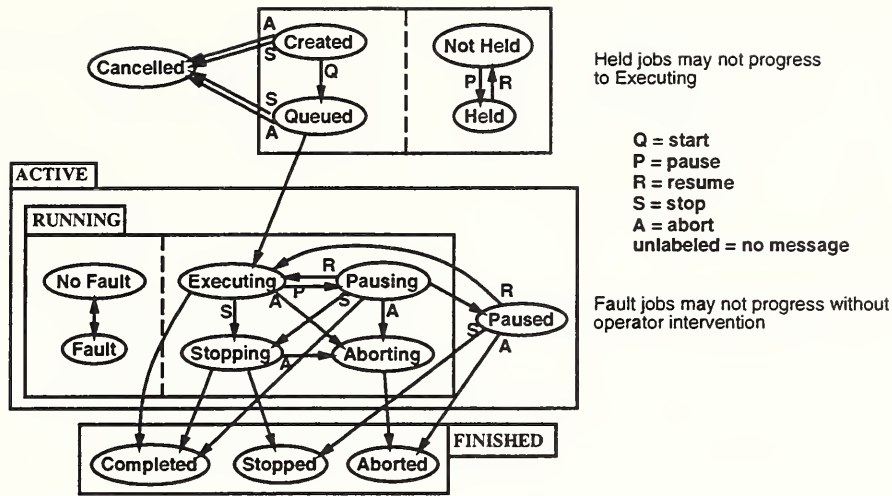 A
Created
S
Cancelled
Q
S
Queued
A
Not Held
P
R
Held
Held jobs may not progress
to Executing
Q = start
P = pause
R = resume
S = stop
A = abort
unlabeled = no message
ACTIVE
RUNNING
No Fault
Fault
Executing
R
P
Pausing
S
A
S
A
Stopping
A
Aborting
R
Paused
S
A
Fault jobs may not progress without
operator intervention
FINISHED
Completed
Stopped
Aborted